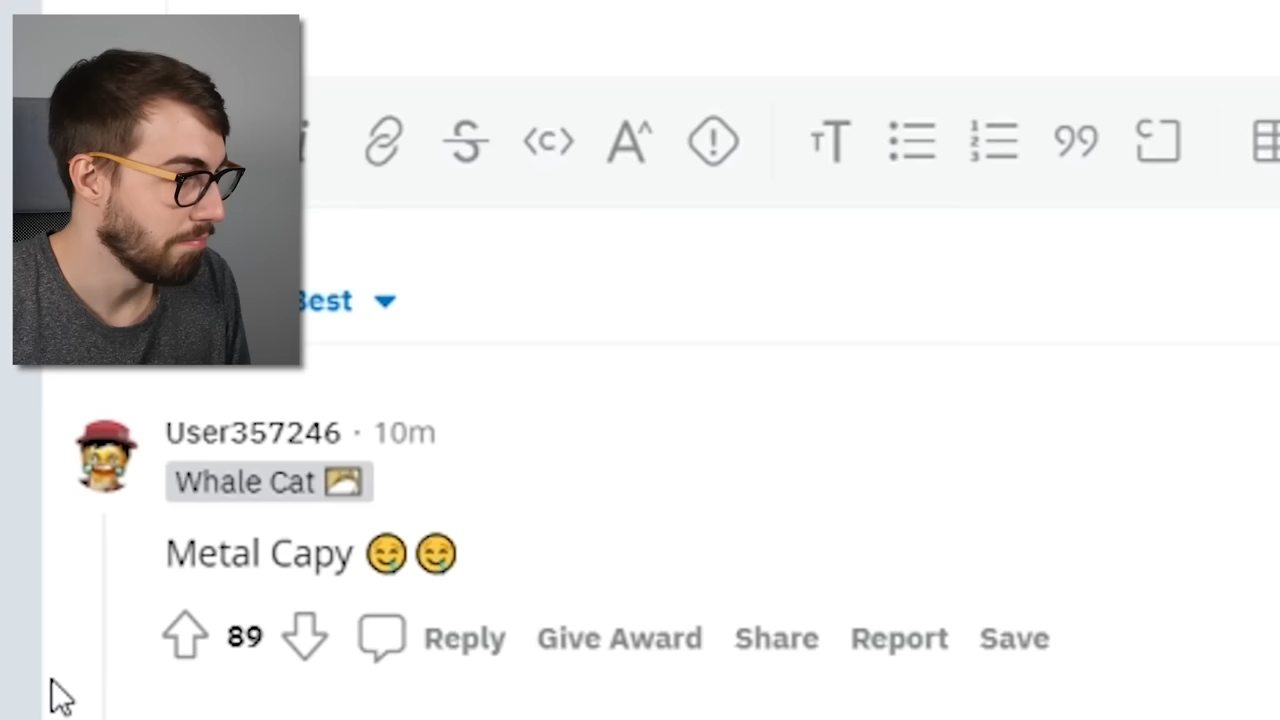 Best
User357246 · 10m
Whale Cat
Metal Capy 🤤🤤
89 Reply Give Award Share Report Save